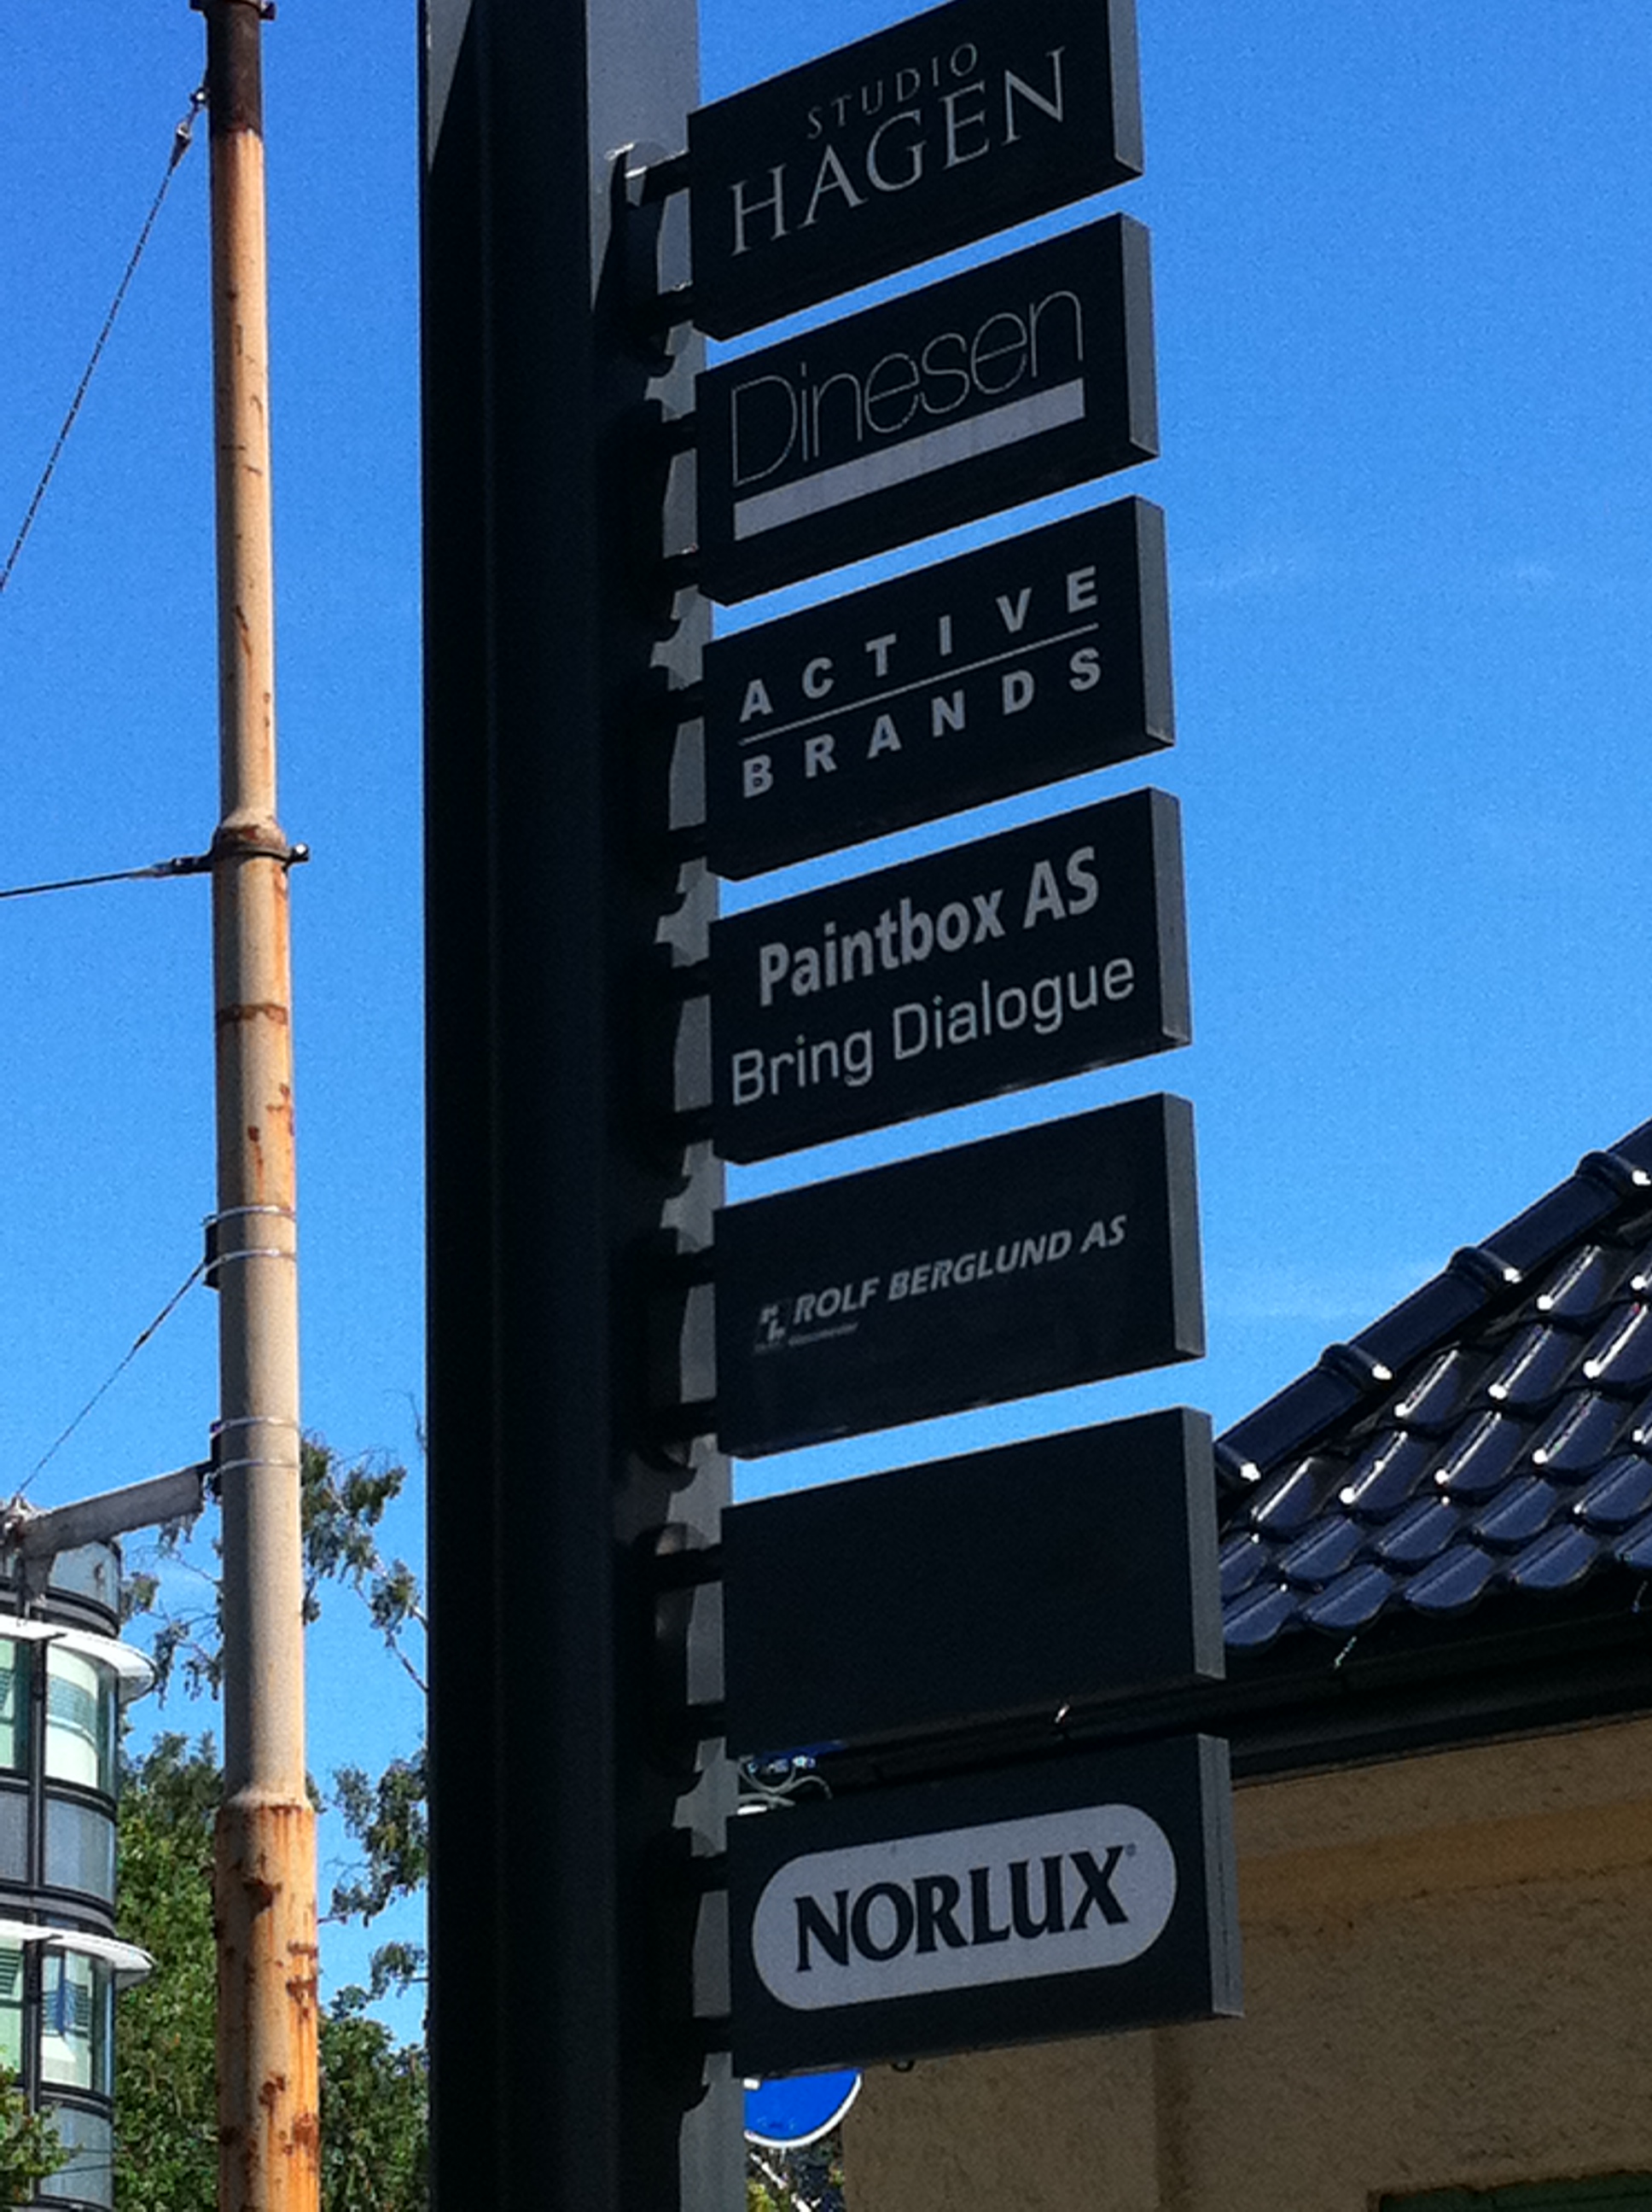 STUDIO
HAGEN
Dinesen
ACTIVE
BRANDS
Paintbox AS
Bring Dialogue
ROLF BERGLUND AS
NORLUX